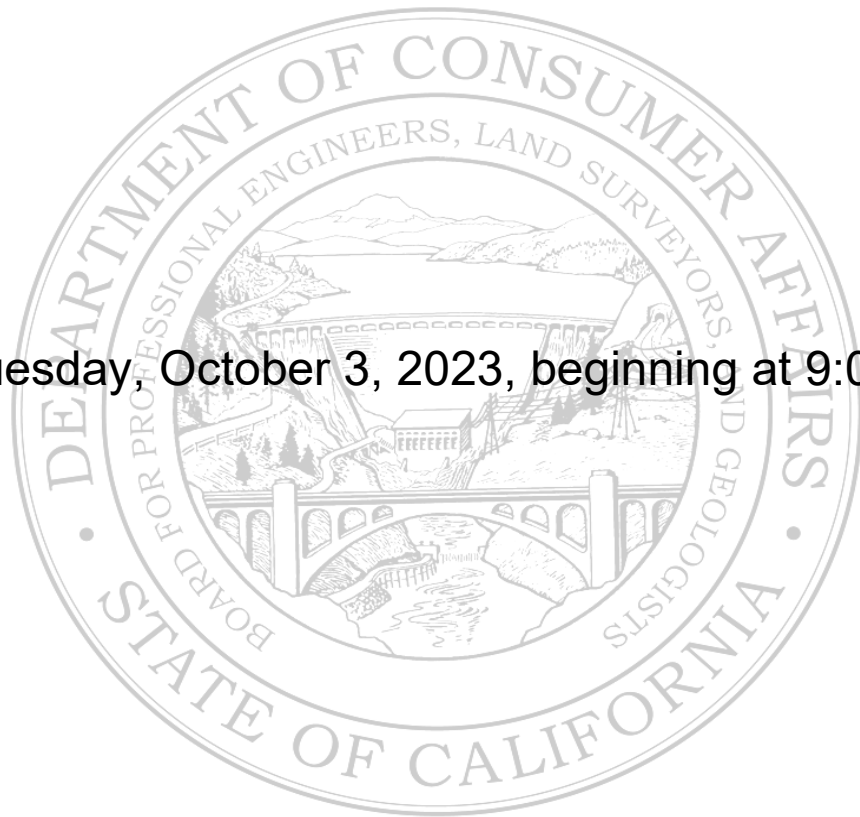 DEPARTMENT OF CONSUMER AFFAIRS
BOARD FOR PROFESSIONAL ENGINEERS, LAND SURVEYORS, AND GEOLOGISTS
uesday, October 3, 2023, beginning at 9:0
• STATE OF CALIFORNIA •